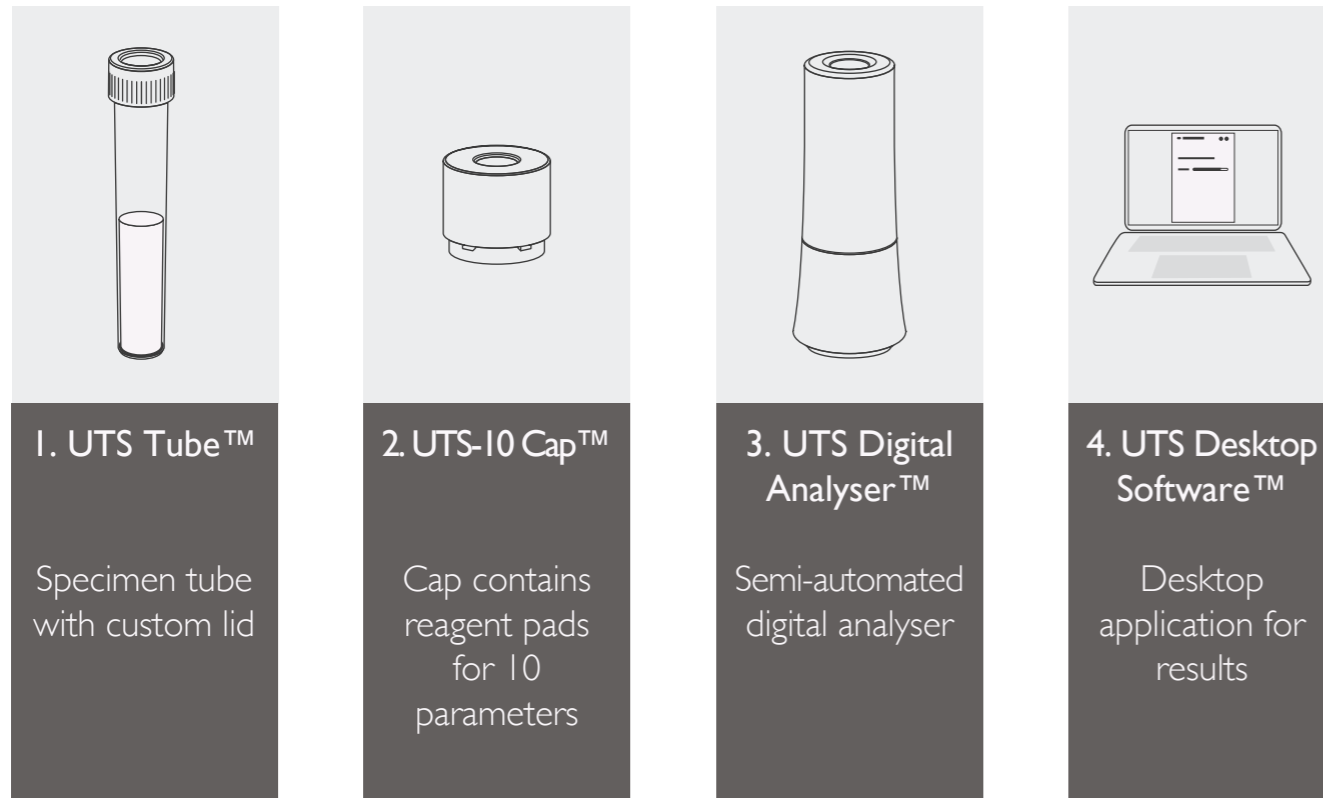 1. UTS Tube™
Specimen tube
with custom lid
2. UTS-10 Cap™
Cap contains
reagent pads
for 10
parameters
3. UTS Digital
Analyser™
Semi-automated
digital analyser
4. UTS Desktop
Software™
Desktop
application for
results